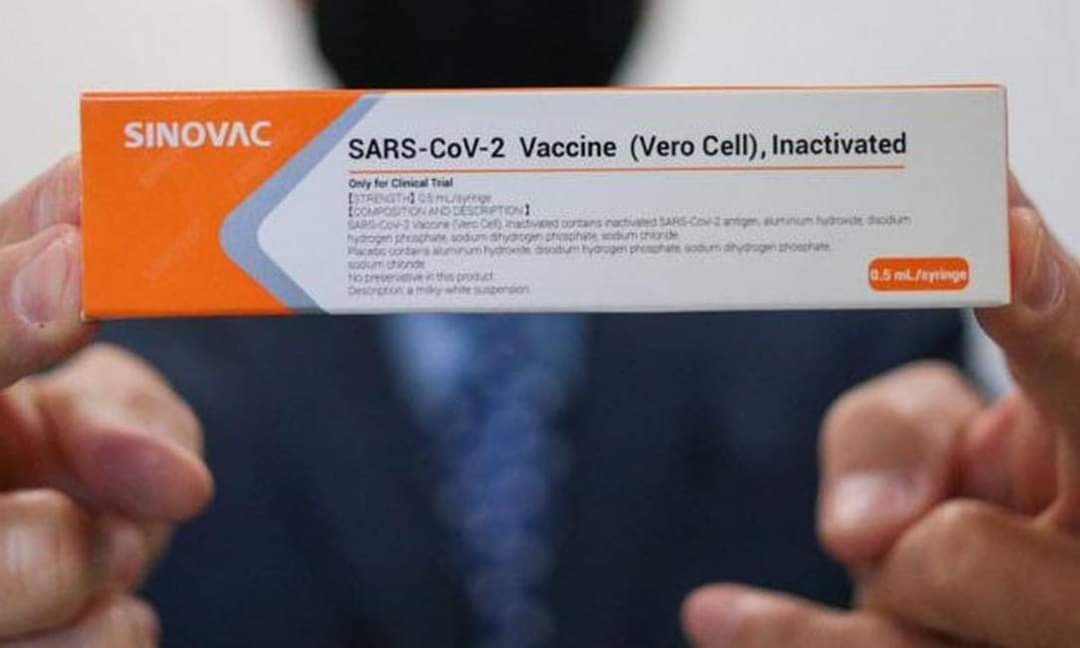 SINOVAC
SARS-CoV-2 Vaccine (Vero Cell), Inactivated
Only for Clinical Trial
【STRENGTH】0.5 mL/syringe
【COMPOSITION AND DESCRIPTION】
SARS-CoV-2 Vaccine (Vero Cell), Inactivated contains inactivated SARS-CoV-2 antigen, aluminum hydroxide, disodium
hydrogen phosphate, sodium dihydrogen phosphate, sodium chloride.
Placebo contains aluminum hydroxide, disodium hydrogen phosphate, sodium dihydrogen phosphate,
sodium chloride.
No preservative in this product.
Description: a milky-white suspension.
0.5 mL/syringe